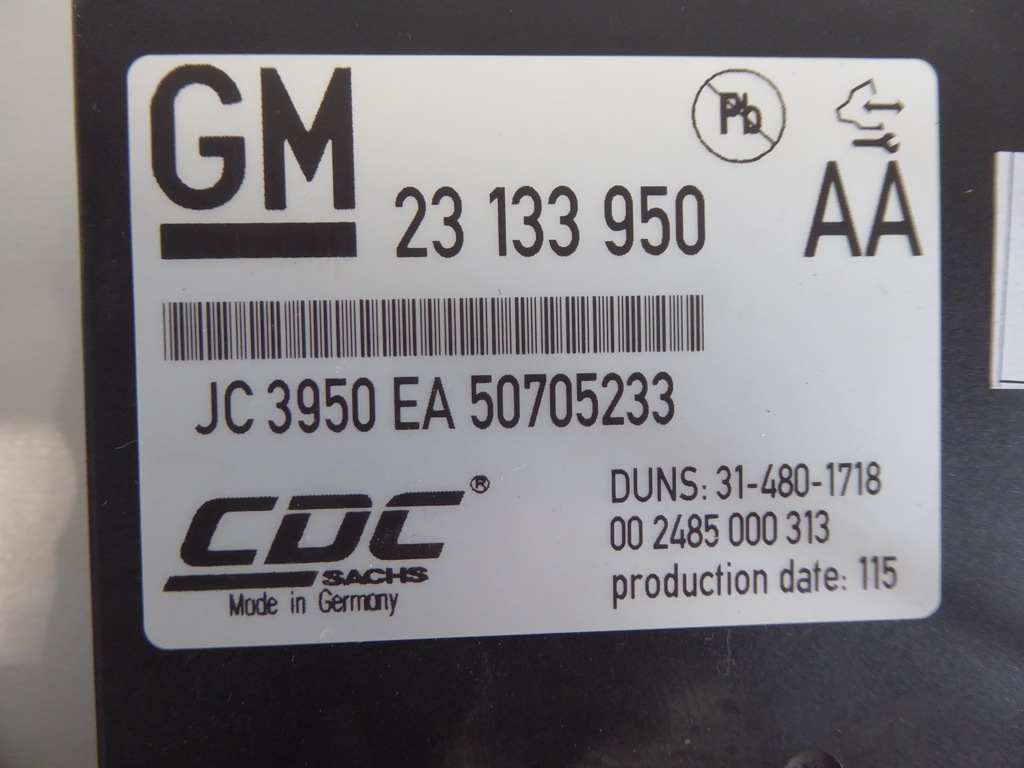 GM
Pb
23 133 950
AA
JC 3950 EA 50705233
CDC®
SACHS
Made in Germany
DUNS: 31-480-1718
00 2485 000 313
production date: 115